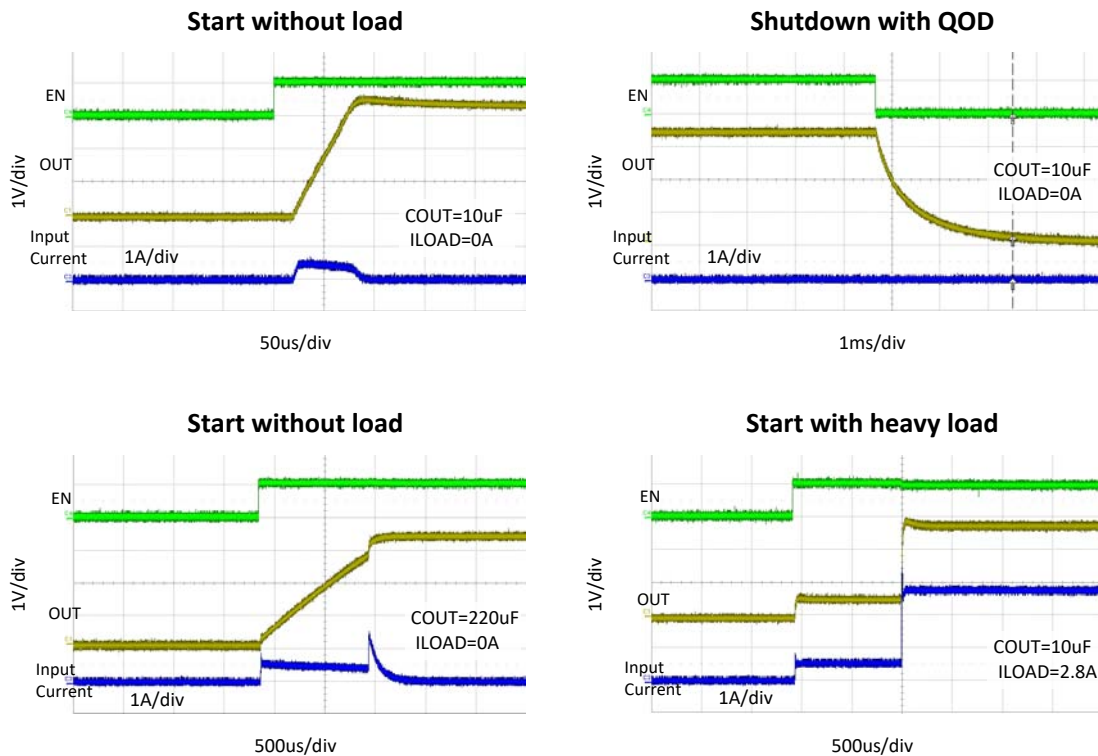 Start without load
EN
OUT
1V/div
COUT=10uF
ILOAD=0A
Input
Current
1A/div
50us/div
Shutdown with QOD
EN
OUT
1V/div
COUT=10uF
ILOAD=0A
Input
Current
1A/div
1ms/div
Start without load
EN
1V/div
OUT
COUT=220uF
ILOAD=0A
Input
Current
1A/div
500us/div
Start with heavy load
EN
1V/div
OUT
COUT=10uF
ILOAD=2.8A
Input
Current
1A/div
500us/div